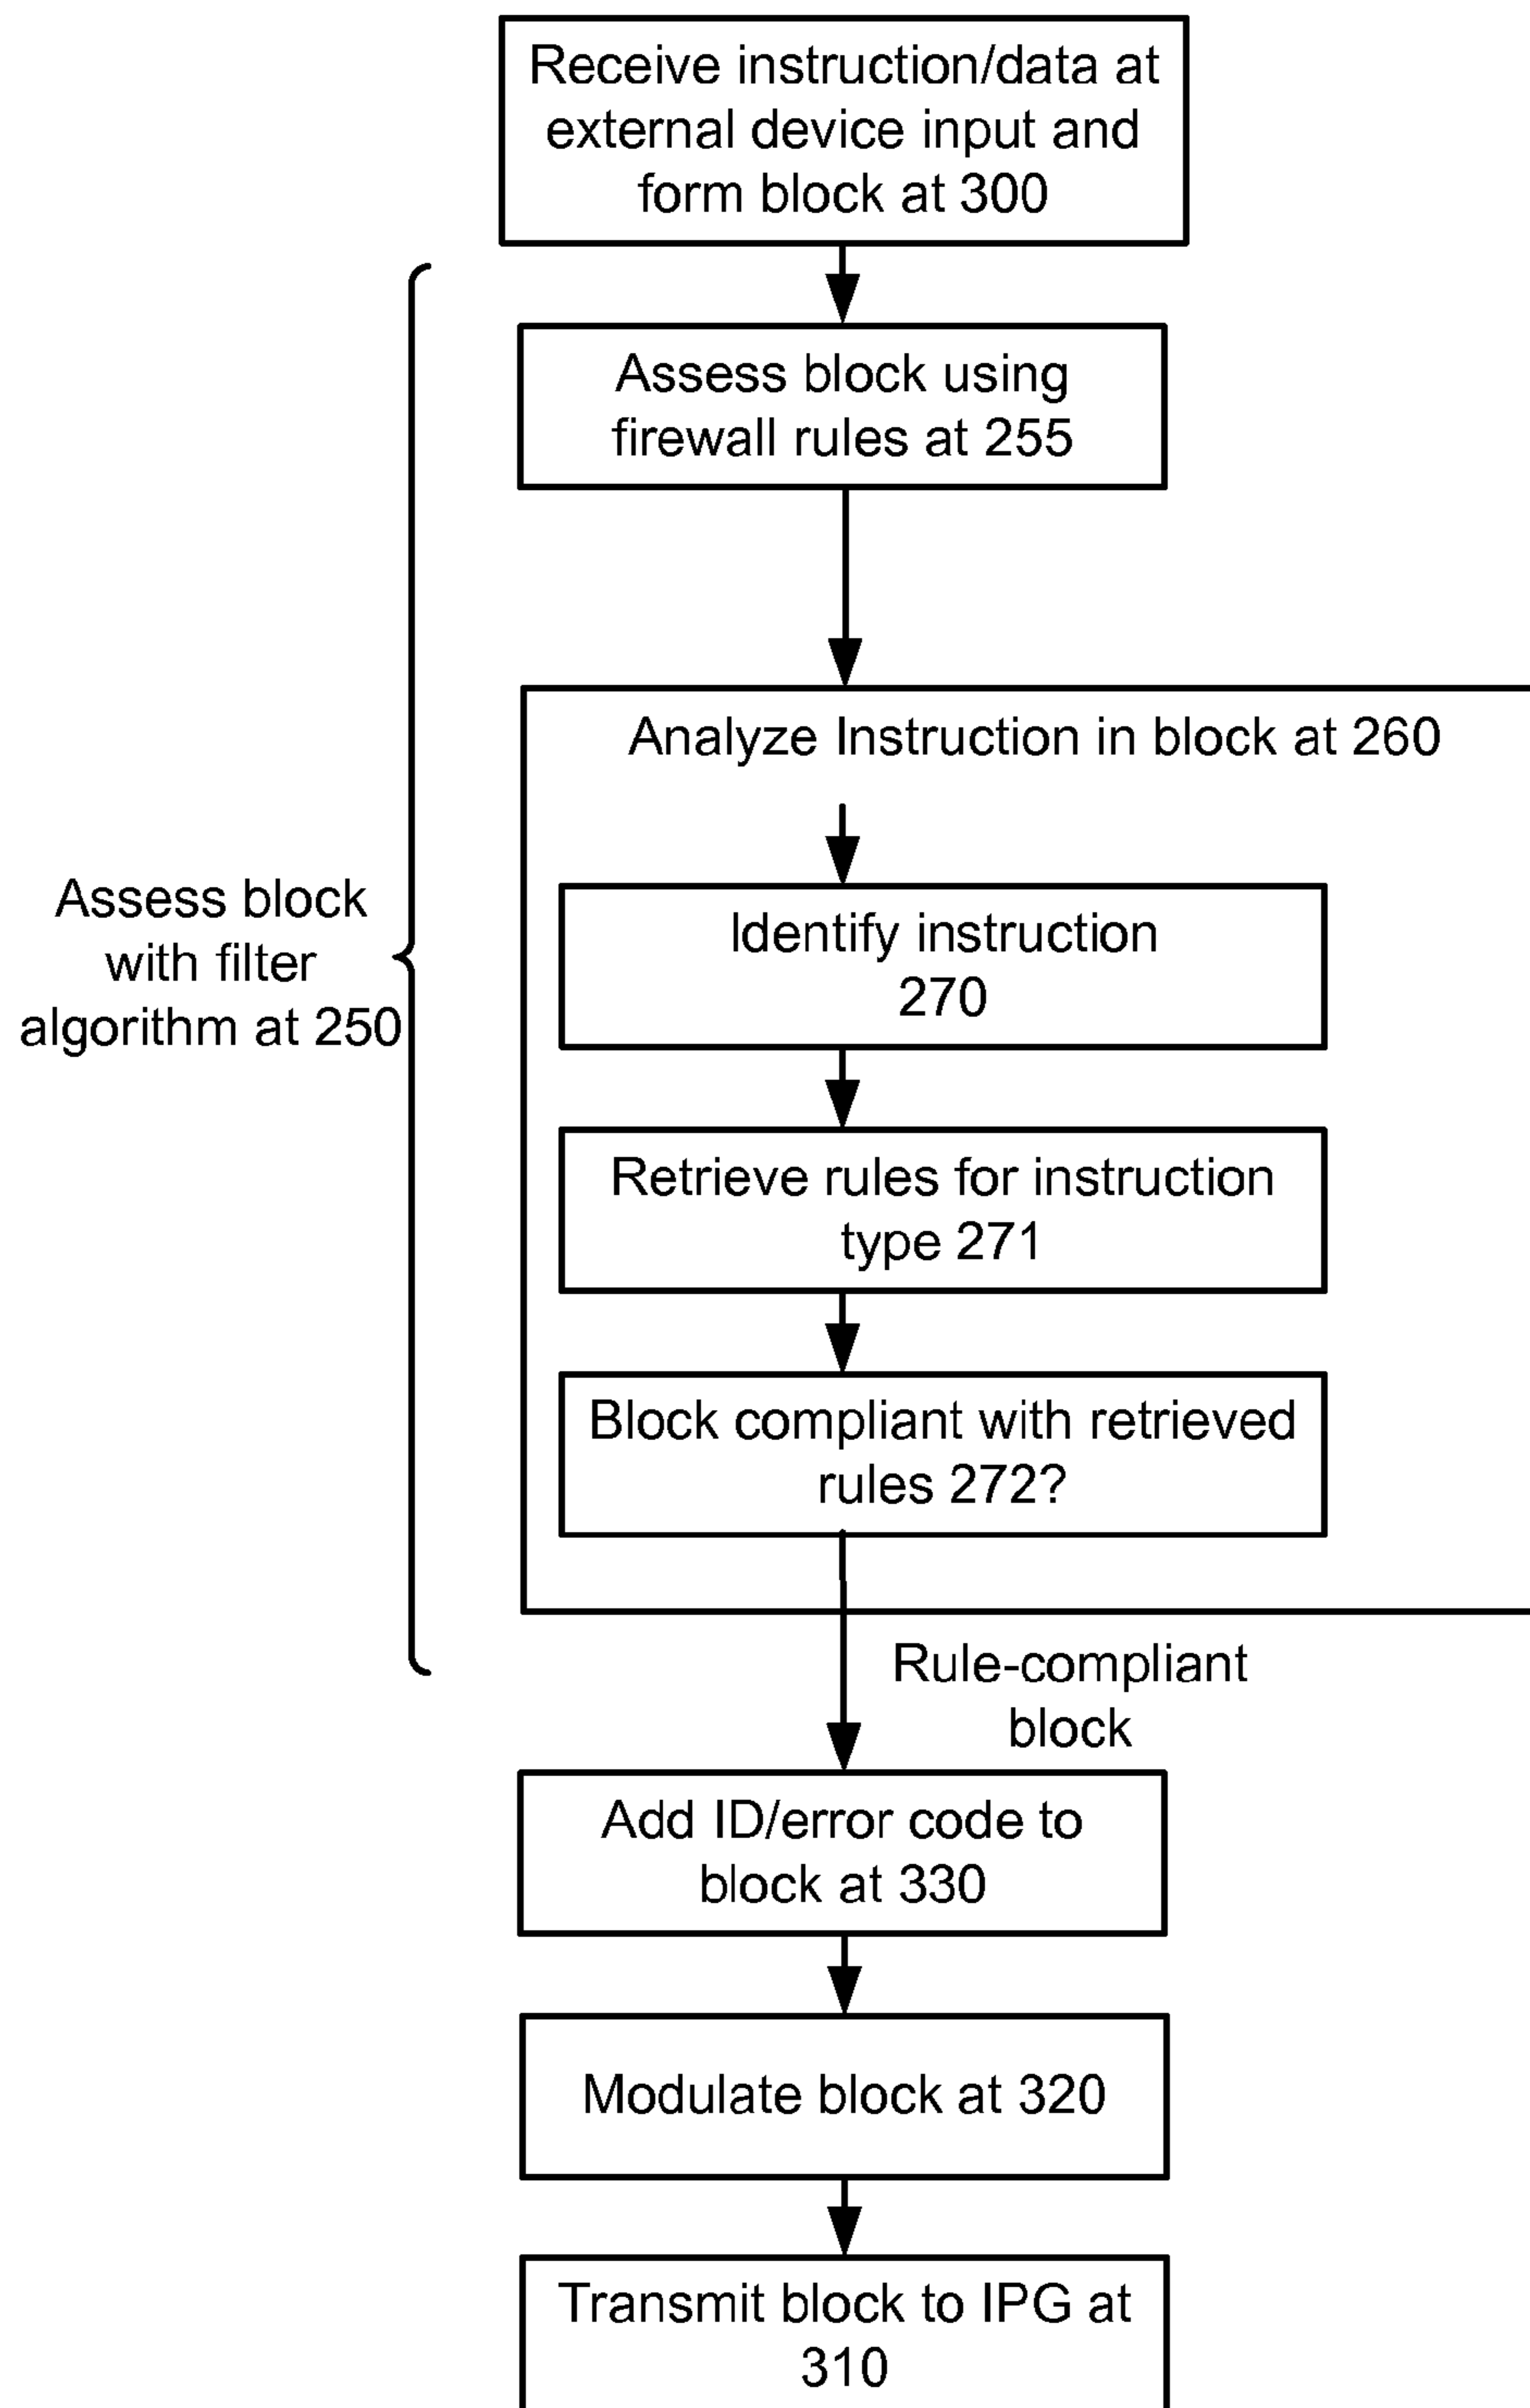 Receive instruction/data at
external device input and
form block at 300
Assess block using
firewall rules at 255
Analyze Instruction in block at 260
Identify instruction
270
Assess block
with filter
algorithm at 250
Retrieve rules for instruction
type 271
Block compliant with retrieved
rules 272?
Rule-compliant
block
Add ID/error code to
block at 330
Modulate block at 320
Transmit block to IPG at
310